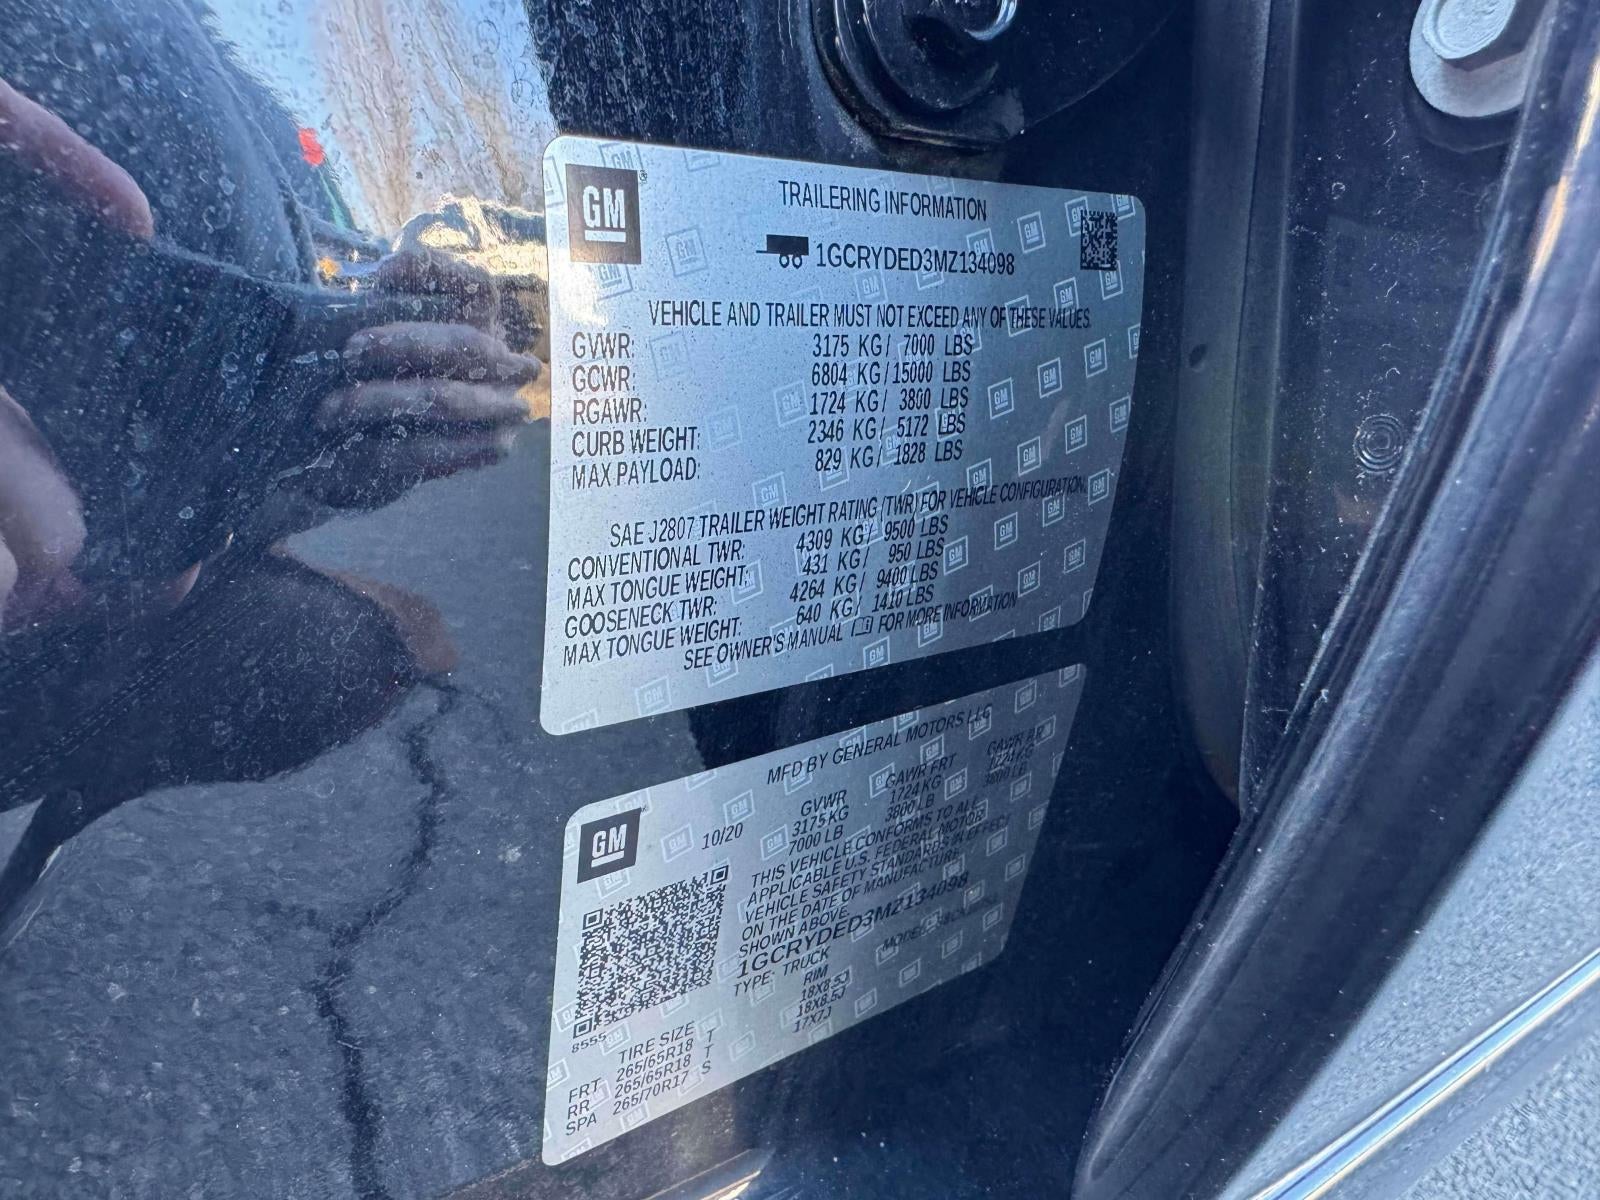 GM
TRAILERING INFORMATION
1GCRYDED3MZ134098
VEHICLE AND TRAILER MUST NOT EXCEED ANY OF THESE VALUES.
GVWR: 3175 KG/ 7000 LBS
GCWR: 6804 KG/15000 LBS
RGAWR: 1724 KG/ 3800 LBS
CURB WEIGHT: 2346 KG/ 5172 LBS
MAX PAYLOAD: 829 KG/ 1828 LBS
SAE J2807 TRAILER WEIGHT RATING (TWR) FOR VEHICLE CONFIGURATION.
CONVENTIONAL TWR: 4309 KG/ 9500 LBS
MAX TONGUE WEIGHT: 431 KG/ 950 LBS
GOOSENECK TWR: 4264 KG/ 9400 LBS
MAX TONGUE WEIGHT: 640 KG/ 1410 LBS
SEE OWNER'S MANUAL FOR MORE INFORMATION
GM
MFD BY GENERAL MOTORS LLC
10/20 GVWR GAWR FRT GAWR RR
3175KG 1724KG 1724KG
7000 LB 3800 LB 3800 LB
THIS VEHICLE CONFORMS TO ALL
APPLICABLE U.S. FEDERAL MOTOR
VEHICLE SAFETY STANDARDS IN EFFECT
ON THE DATE OF MANUFACTURE
SHOWN ABOVE.
1GCRYDED3MZ134098
TYPE: TRUCK MODEL:
8555
TIRE SIZE RIM
FRT 265/65R18 T 18X8.5J
RR 265/65R18 T 18X8.5J
SPA 265/70R17 S 17X7J